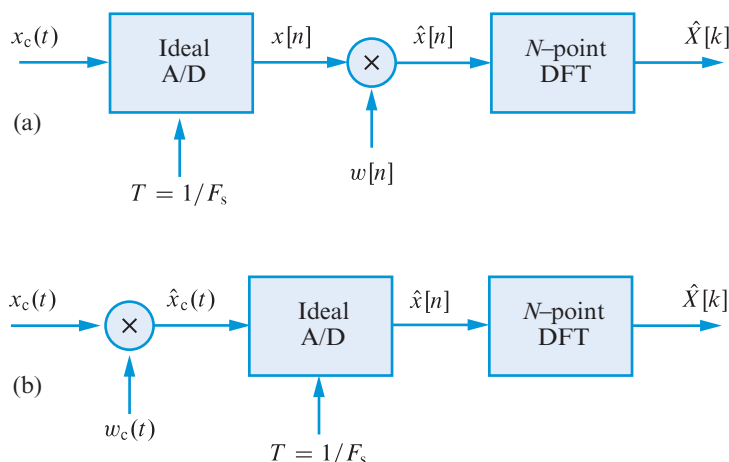 x_c(t) Ideal A/D x[n] × x̂[n] N–point DFT X̂[k]
(a)
T = 1/F_s w[n]
x_c(t) × x̂_c(t) Ideal A/D x̂[n] N–point DFT X̂[k]
(b)
w_c(t) T = 1/F_s